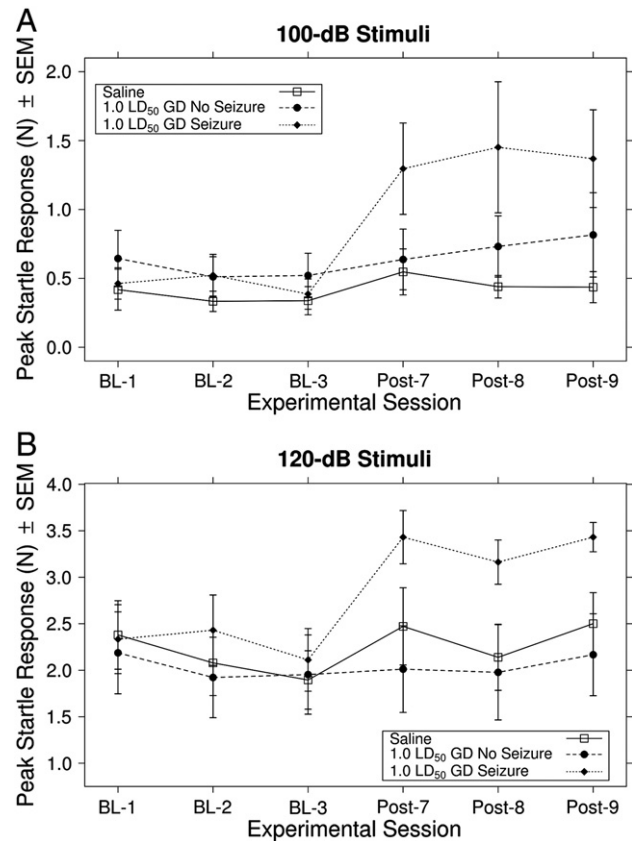 A
100-dB Stimuli
Peak Startle Response (N) ± SEM
2.0
1.5
1.0
0.5
0.0
Saline
1.0 LD50 GD No Seizure
1.0 LD50 GD Seizure
BL-1 BL-2 BL-3 Post-7 Post-8 Post-9
Experimental Session
B
120-dB Stimuli
Peak Startle Response (N) ± SEM
4.0
3.5
3.0
2.5
2.0
1.5
1.0
Saline
1.0 LD50 GD No Seizure
1.0 LD50 GD Seizure
BL-1 BL-2 BL-3 Post-7 Post-8 Post-9
Experimental Session